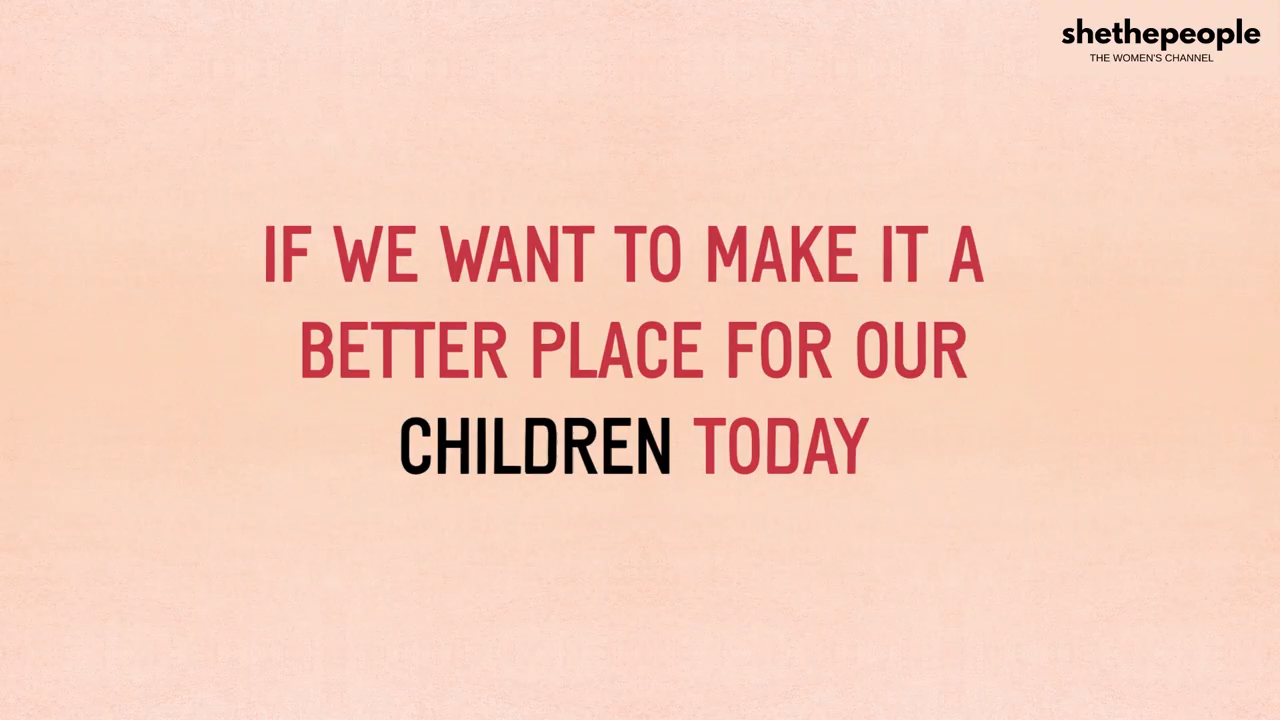 shethepeople
THE WOMEN'S CHANNEL
IF WE WANT TO MAKE IT A
BETTER PLACE FOR OUR
CHILDREN TODAY